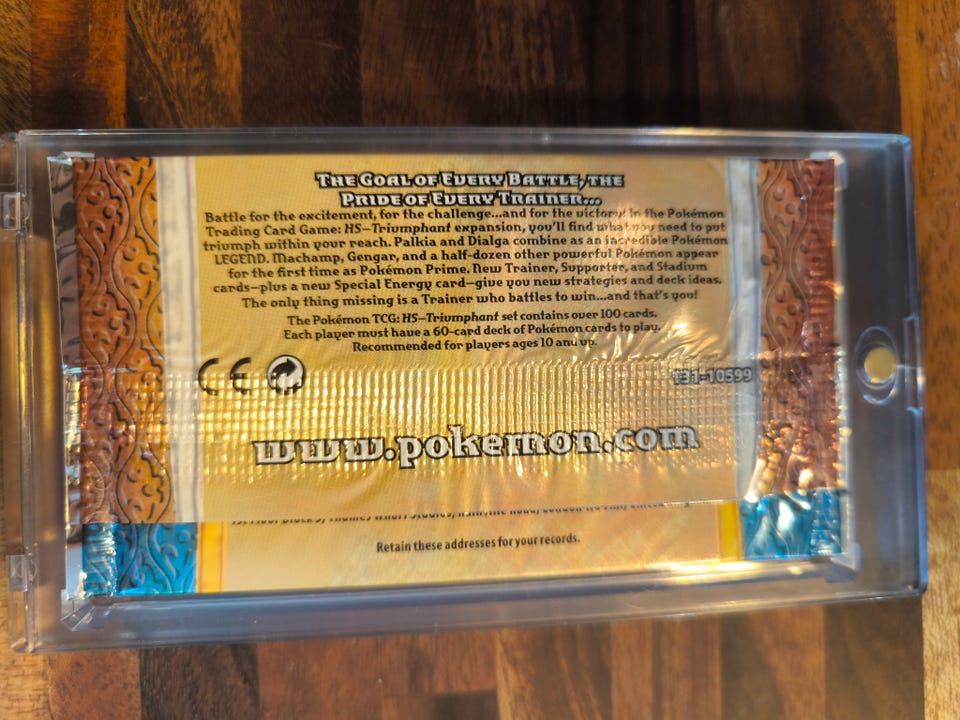 The Goal of Every Battle, the
Pride of Every Trainer...
Battle for the excitement, for the challenge...and for the victory! In the Pokémon
Trading Card Game: HS—Triumphant expansion, you'll find what you need to put
triumph within your reach. Palkia and Dialga combine as an incredible Pokémon
LEGEND. Machamp, Gengar, and a half-dozen other powerful Pokémon appear
for the first time as Pokémon Prime. New Trainer, Supporter, and Stadium
cards—plus a new Special Energy card—give you new strategies and deck ideas.
The only thing missing is a Trainer who battles to win...and that's you!
The Pokémon TCG: HS—Triumphant set contains over 100 cards.
Each player must have a 60-card deck of Pokémon cards to play.
Recommended for players ages 10 and up.
CE
131-10599
www.pokemon.com
Retain these addresses for your records.